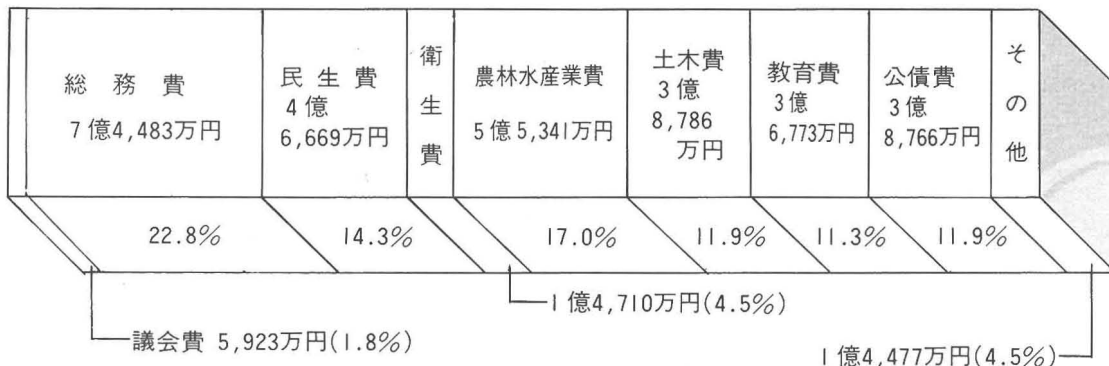 総務費
7億4,483万円
民生費
4億
6,669万円
衛生費
農林水産業費
5億5,341万円
土木費
3億
8,786
万円
教育費
3億
6,773万円
公債費
3億
8,766万円
その他
22.8%
14.3%
17.0%
11.9%
11.3%
11.9%
1億4,710万円(4.5%)
議会費 5,923万円(1.8%)
1億4,477万円(4.5%)